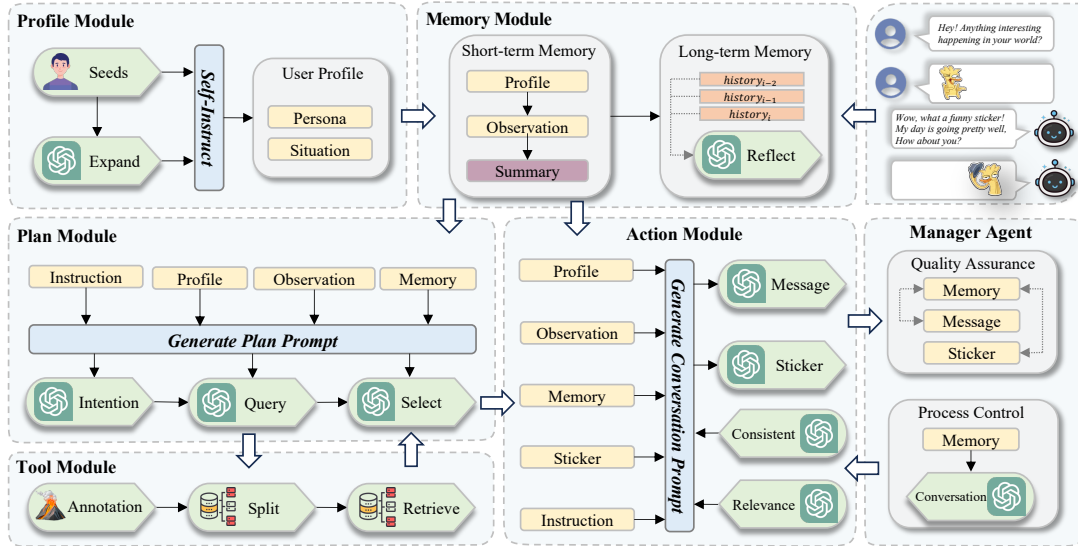 Profile Module
Seeds
Expand
Self-Instruct
User Profile
Persona
Situation
Memory Module
Short-term Memory
Profile
Observation
Summary
Long-term Memory
history_{i-2}
history_{i-1}
history_i
Reflect
Hey! Anything interesting
happening in your world?
Wow, what a funny sticker!
My day is going pretty well,
How about you?
Plan Module
Instruction
Profile
Observation
Memory
Generate Plan Prompt
Intention
Query
Select
Tool Module
Annotation
Split
Retrieve
Action Module
Profile
Observation
Memory
Sticker
Instruction
Generate Conversation Prompt
Message
Sticker
Consistent
Relevance
Manager Agent
Quality Assurance
Memory
Message
Sticker
Process Control
Memory
Conversation